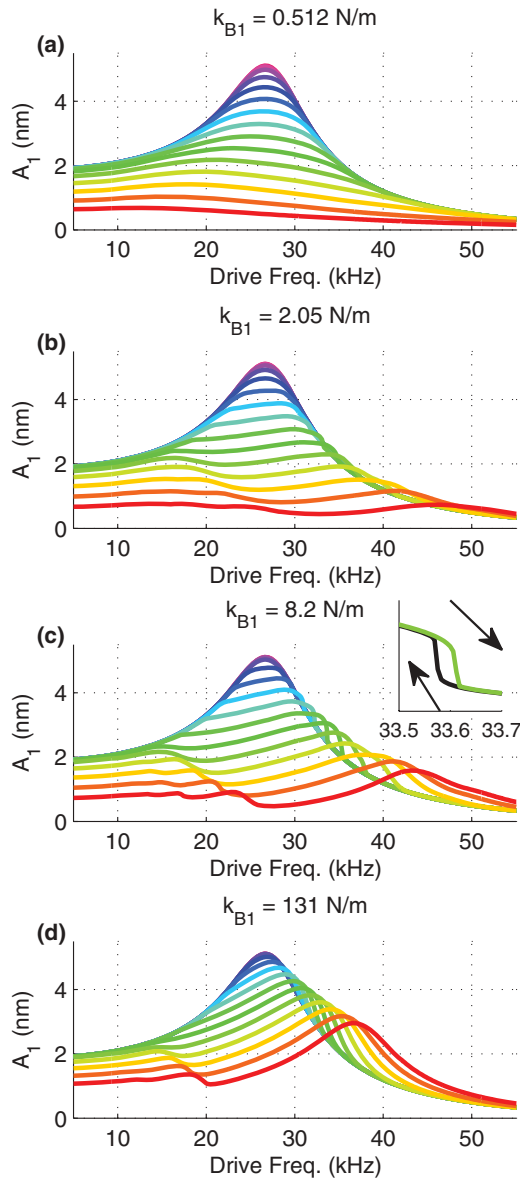 k_B1 = 0.512 N/m
(a)
4
2
0
A_1 (nm)
10 20 30 40 50
Drive Freq. (kHz)
k_B1 = 2.05 N/m
(b)
4
2
0
A_1 (nm)
10 20 30 40 50
Drive Freq. (kHz)
k_B1 = 8.2 N/m
(c)
4
2
0
A_1 (nm)
33.5 33.6 33.7
10 20 30 40 50
Drive Freq. (kHz)
k_B1 = 131 N/m
(d)
4
2
0
A_1 (nm)
10 20 30 40 50
Drive Freq. (kHz)